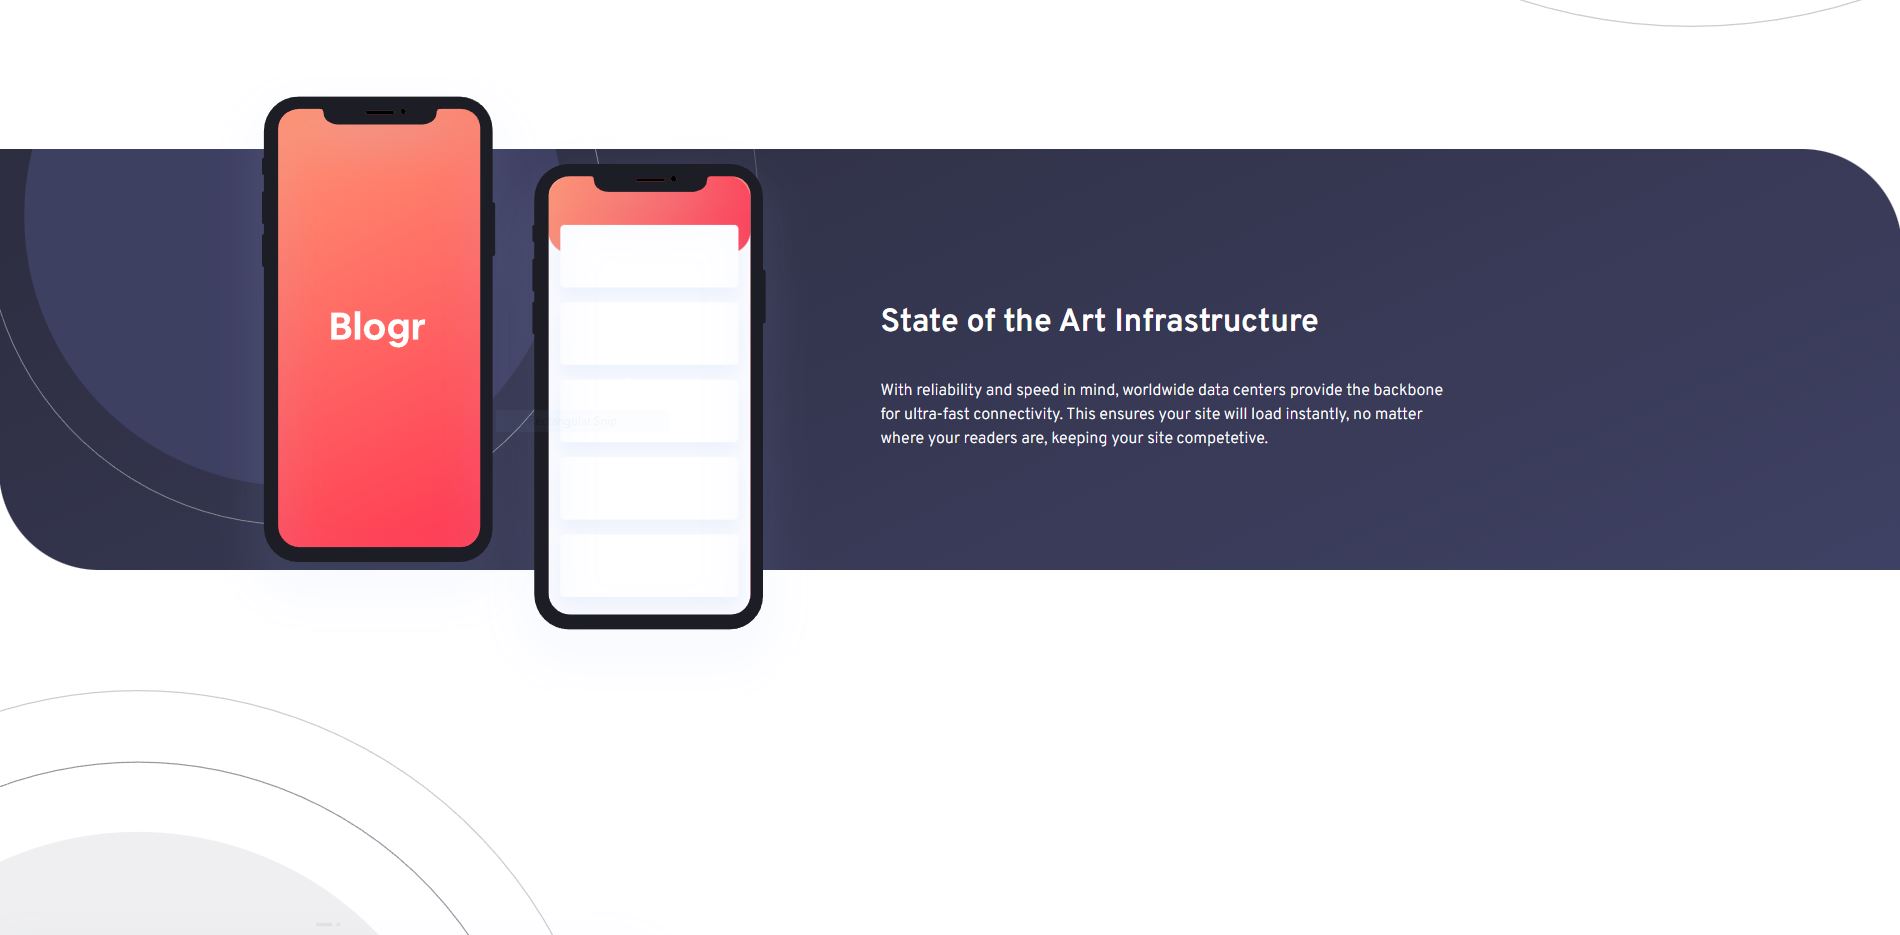 Blogr
State of the Art Infrastructure
With reliability and speed in mind, worldwide data centers provide the backbone
for ultra-fast connectivity. This ensures your site will load instantly, no matter
where your readers are, keeping your site competetive.